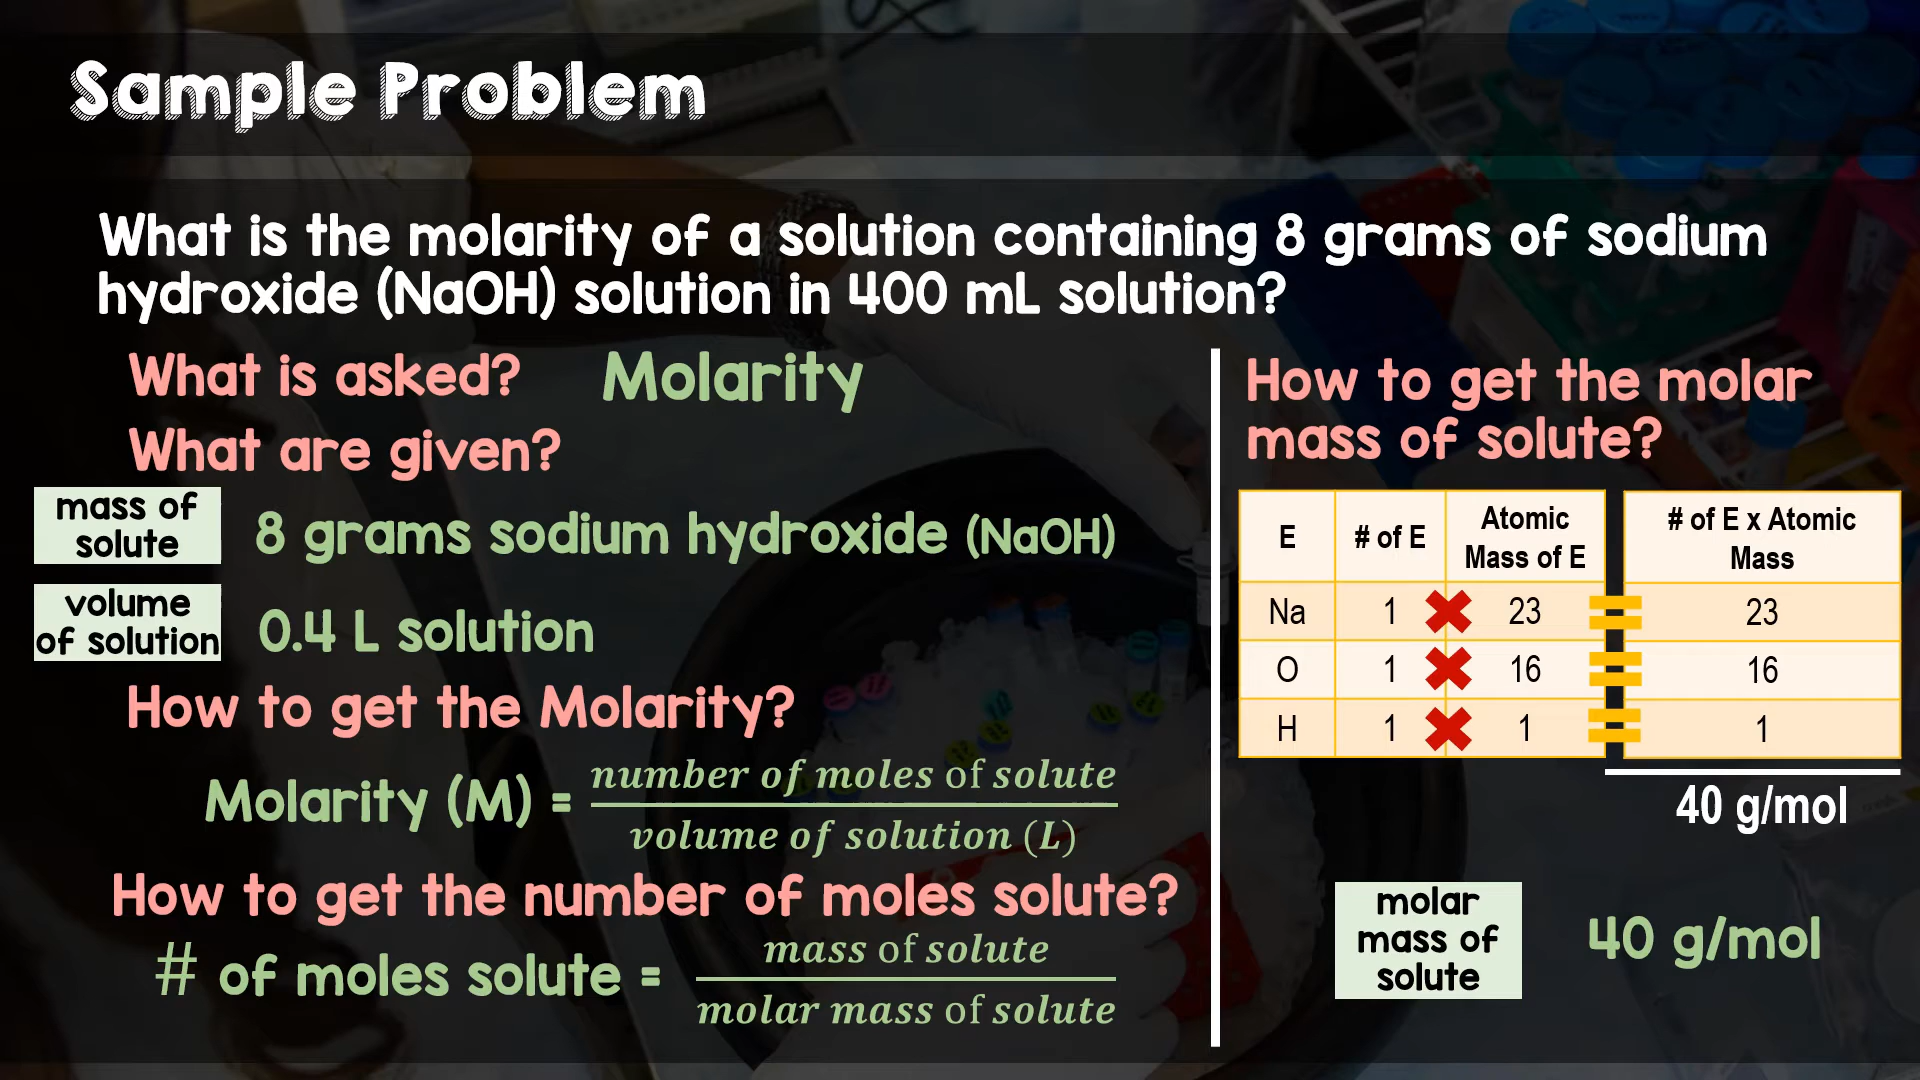 Sample Problem
What is the molarity of a solution containing 8 grams of sodium
hydroxide (NaOH) solution in 400 mL solution?
What is asked? Molarity
What are given?
mass of
solute
8 grams sodium hydroxide (NaOH)
volume
of solution
0.4 L solution
How to get the Molarity?
Molarity (M) =
number of moles of solute
volume of solution (L)
How to get the number of moles solute?
# of moles solute =
mass of solute
molar mass of solute
How to get the molar
mass of solute?
E # of E Atomic Mass of E # of E x Atomic Mass
Na 1 23 = 23
O 1 16 = 16
H 1 1 = 1
40 g/mol
molar
mass of
solute
40 g/mol